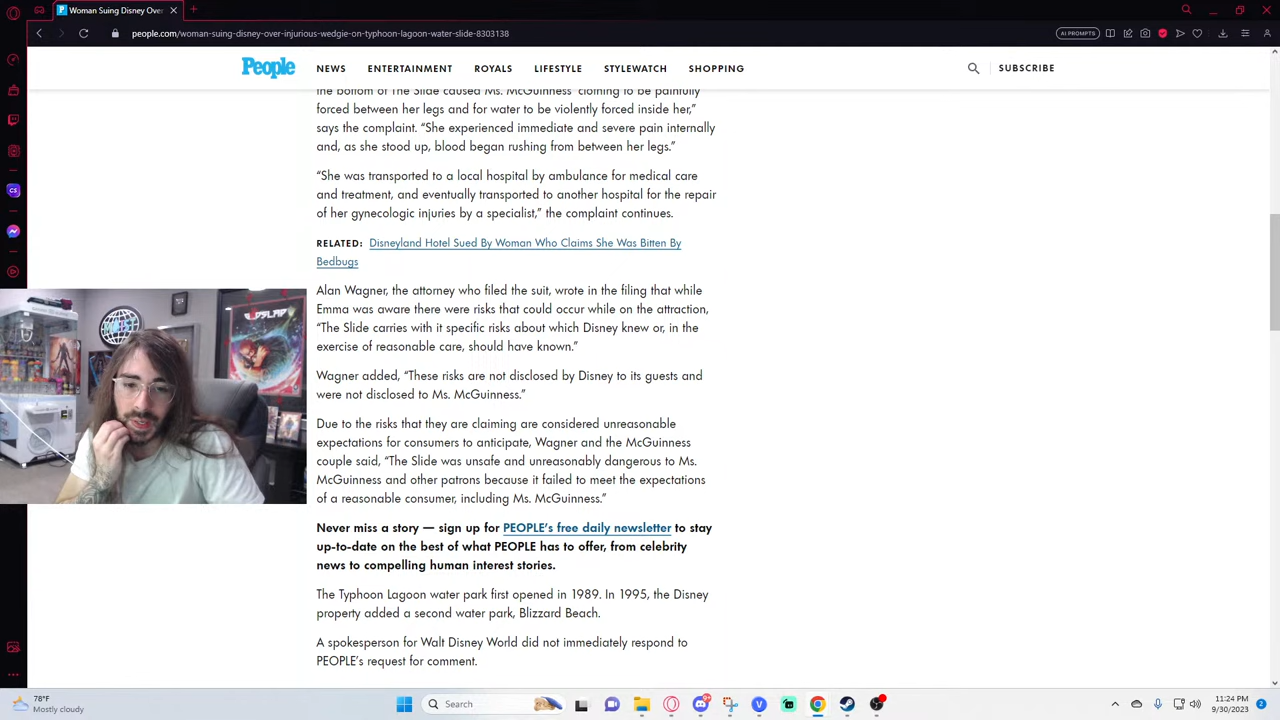 Woman Suing Disney Over
people.com/woman-suing-disney-over-injurious-wedgie-on-typhoon-lagoon-water-slide-8303138
AI PROMPTS
People
NEWS
ENTERTAINMENT
ROYALS
LIFESTYLE
STYLEWATCH
SHOPPING
SUBSCRIBE
the bottom of The Slide caused Ms. McGuinness' clothing to be painfully
forced between her legs and for water to be violently forced inside her,”
says the complaint. “She experienced immediate and severe pain internally
and, as she stood up, blood began rushing from between her legs.”
“She was transported to a local hospital by ambulance for medical care
and treatment, and eventually transported to another hospital for the repair
of her gynecologic injuries by a specialist,” the complaint continues.
RELATED: Disneyland Hotel Sued By Woman Who Claims She Was Bitten By
Bedbugs
Alan Wagner, the attorney who filed the suit, wrote in the filing that while
Emma was aware there were risks that could occur while on the attraction,
“The Slide carries with it specific risks about which Disney knew or, in the
exercise of reasonable care, should have known.”
Wagner added, “These risks are not disclosed by Disney to its guests and
were not disclosed to Ms. McGuinness.”
Due to the risks that they are claiming are considered unreasonable
expectations for consumers to anticipate, Wagner and the McGuinness
couple said, “The Slide was unsafe and unreasonably dangerous to Ms.
McGuinness and other patrons because it failed to meet the expectations
of a reasonable consumer, including Ms. McGuinness.”
Never miss a story — sign up for PEOPLE's free daily newsletter to stay
up-to-date on the best of what PEOPLE has to offer, from celebrity
news to compelling human interest stories.
The Typhoon Lagoon water park first opened in 1989. In 1995, the Disney
property added a second water park, Blizzard Beach.
A spokesperson for Walt Disney World did not immediately respond to
PEOPLE's request for comment.
78°F
Mostly cloudy
Search
11:24 PM
9/30/2023